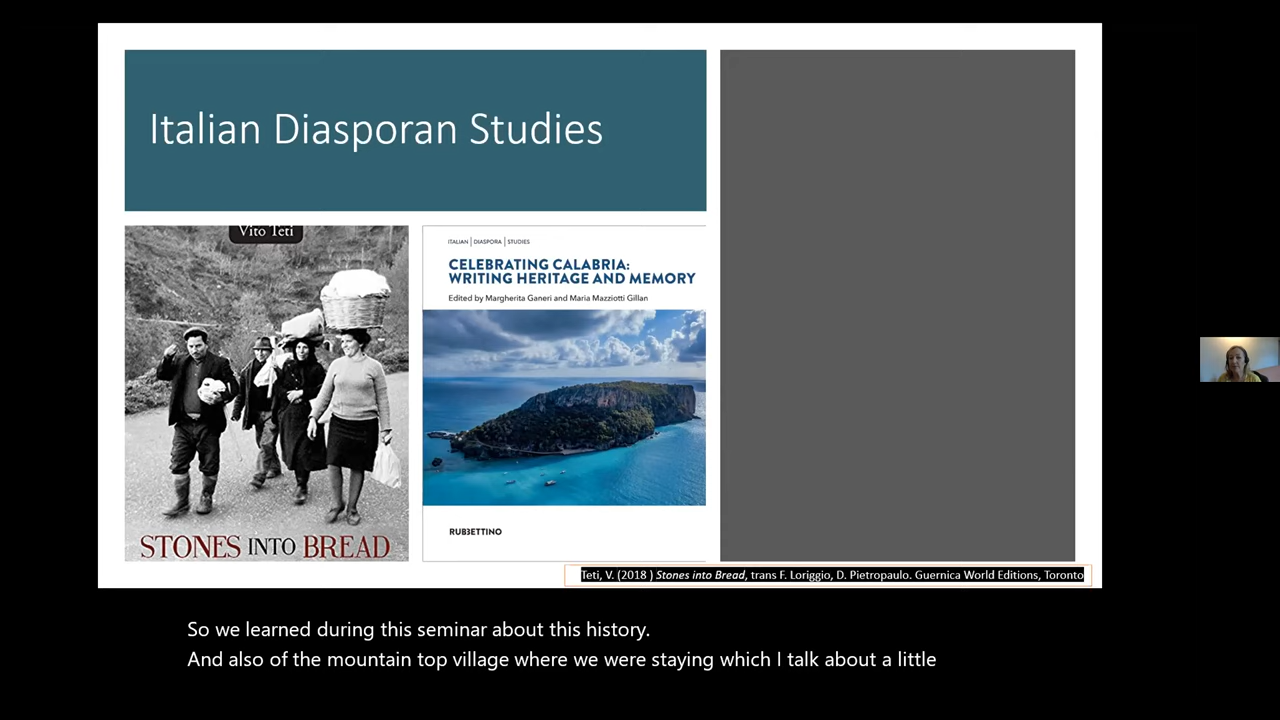 Italian Diasporan Studies
Vito Teti
STONES INTO BREAD
ITALIAN | DIASPORA | STUDIES
CELEBRATING CALABRIA:
WRITING HERITAGE AND MEMORY
Edited by Margherita Ganeri and Maria Mazziotti Gillan
RUBBETTINO
Teti, V. (2018 ) Stones into Bread, trans F. Loriggio, D. Pietropaulo. Guernica World Editions, Toronto
So we learned during this seminar about this history.
And also of the mountain top village where we were staying which I talk about a little